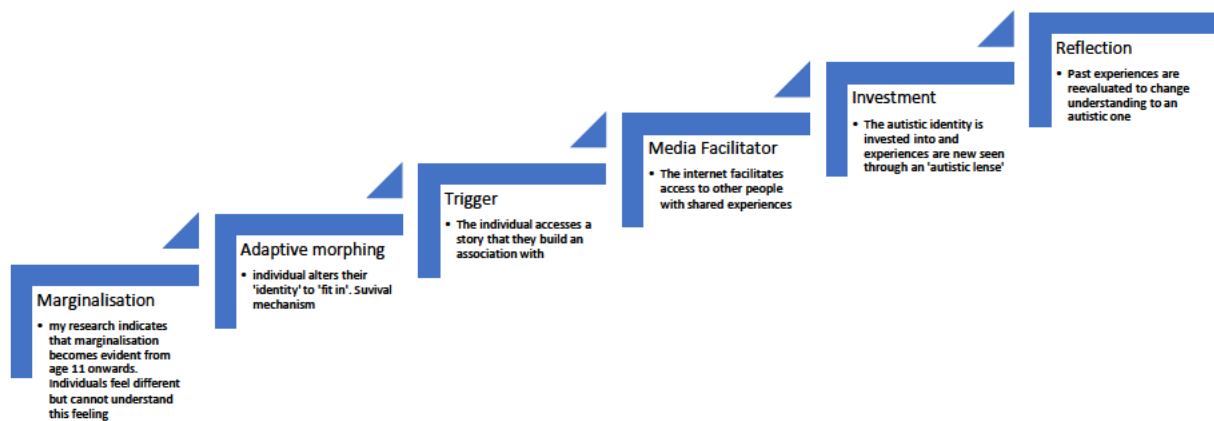 Marginalisation
• my research indicates
that marginalisation
becomes evident from
age 11 onwards.
Individuals feel different
but cannot understand
this feeling
Adaptive morphing
• individual alters their
'identity' to 'fit in'. Suvival
mechanism
Trigger
• The individual accesses a
story that they build an
association with
Media Facilitator
• The internet facilitates
access to other people
with shared experiences
Investment
• The autistic identity is
invested into and
experiences are new seen
through an 'autistic lense'
Reflection
• Past experiences are
reevaluated to change
understanding to an
autistic one